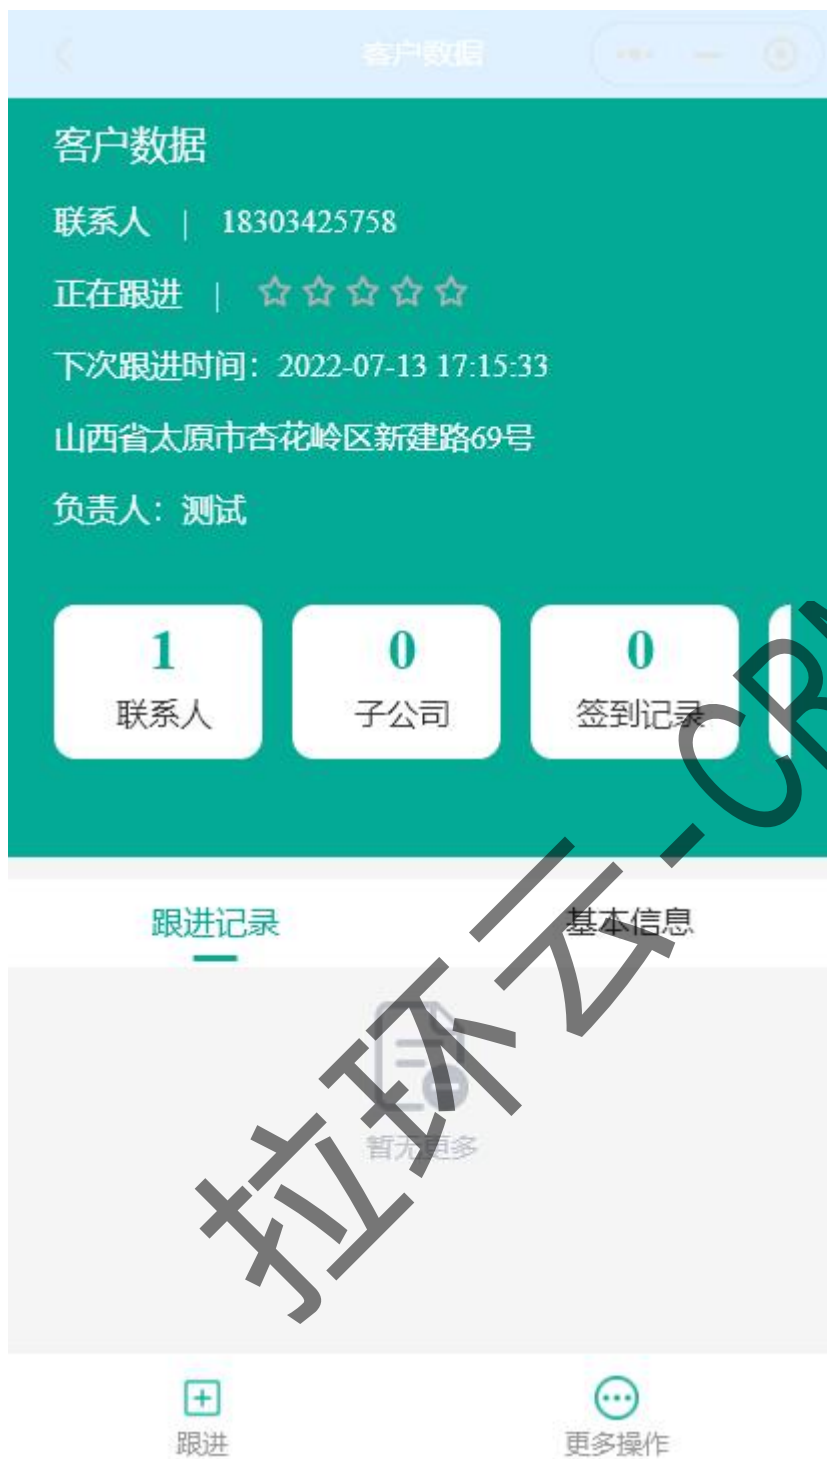 客户数据
客户数据
联系人 | 18303425758
正在跟进 |
下次跟进时间：2022-07-13 17:15:33
山西省太原市杏花岭区新建路69号
负责人：测试
1 0 0
联系人 子公司 签到记录
跟进记录 基本信息
暂无更多
跟进 更多操作
拉环云-CR